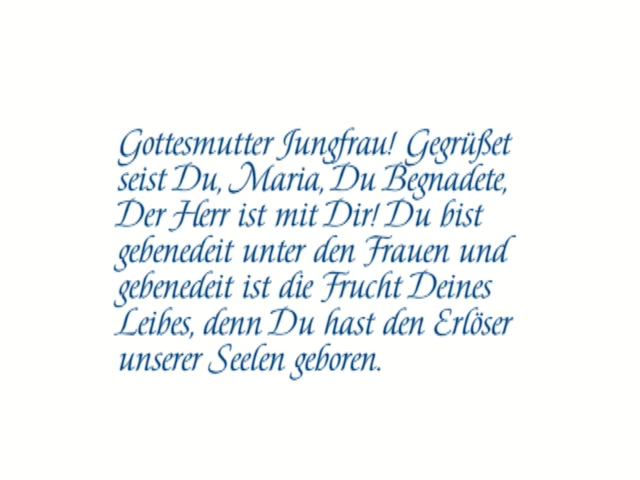 Gottesmutter Jungfrau! Gegrüßet
seist Du, Maria, Du Begnadete,
Der Herr ist mit Dir! Du bist
gebenedeit unter den Frauen und
gebenedeit ist die Frucht Deines
Leibes, denn Du hast den Erlöser
unserer Seelen geboren.